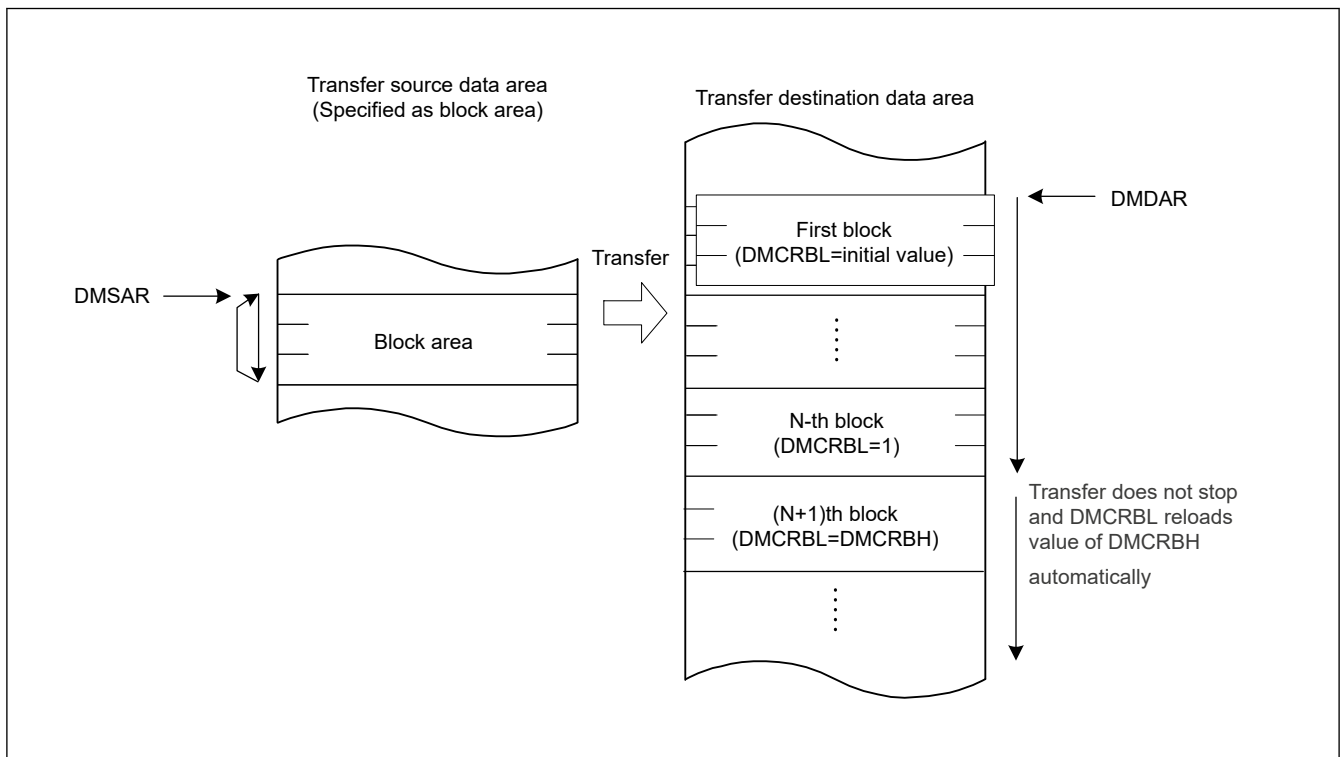 Transfer source data area
(Specified as block area)
Transfer destination data area
DMDAR
First block
(DMCRBL=initial value)
Transfer
DMSAR
Block area
N-th block
(DMCRBL=1)
(N+1)th block
(DMCRBL=DMCRBH)
Transfer does not stop
and DMCRBL reloads
value of DMCRBH
automatically